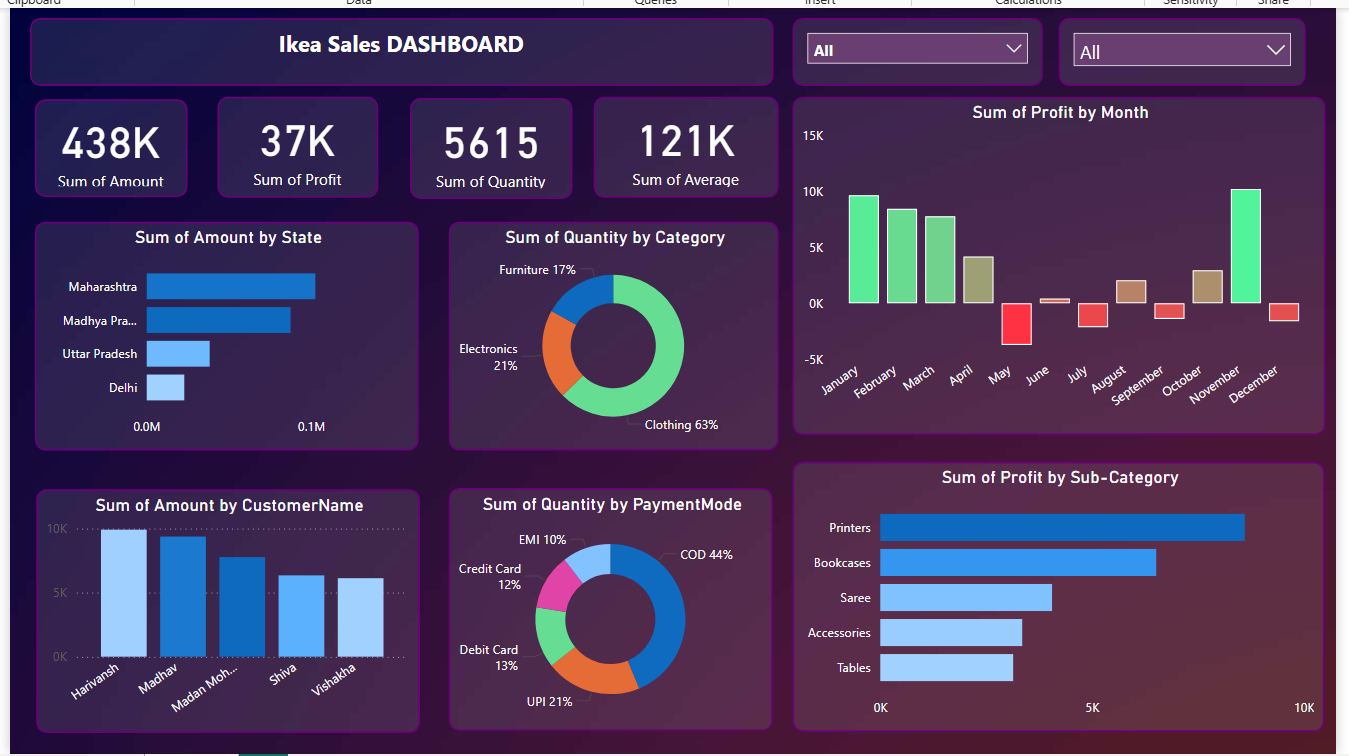 Clipboard
Data
Queries
Insert
Calculations
Sensitivity
Share
Ikea Sales DASHBOARD
All
All
438K
Sum of Amount
37K
Sum of Profit
5615
Sum of Quantity
121K
Sum of Average
Sum of Profit by Month
15K
10K
5K
0K
-5K
January
February
March
April
May
June
July
August
September
October
November
December
Sum of Amount by State
Maharashtra
Madhya Pra...
Uttar Pradesh
Delhi
0.0M
0.1M
Sum of Quantity by Category
Furniture 17%
Electronics
21%
Clothing 63%
Sum of Amount by CustomerName
10K
5K
0K
Harivansh
Madhav
Madan Moh...
Shiva
Vishakha
Sum of Quantity by PaymentMode
EMI 10%
COD 44%
Credit Card
12%
Debit Card
13%
UPI 21%
Sum of Profit by Sub-Category
Printers
Bookcases
Saree
Accessories
Tables
0K
5K
10K